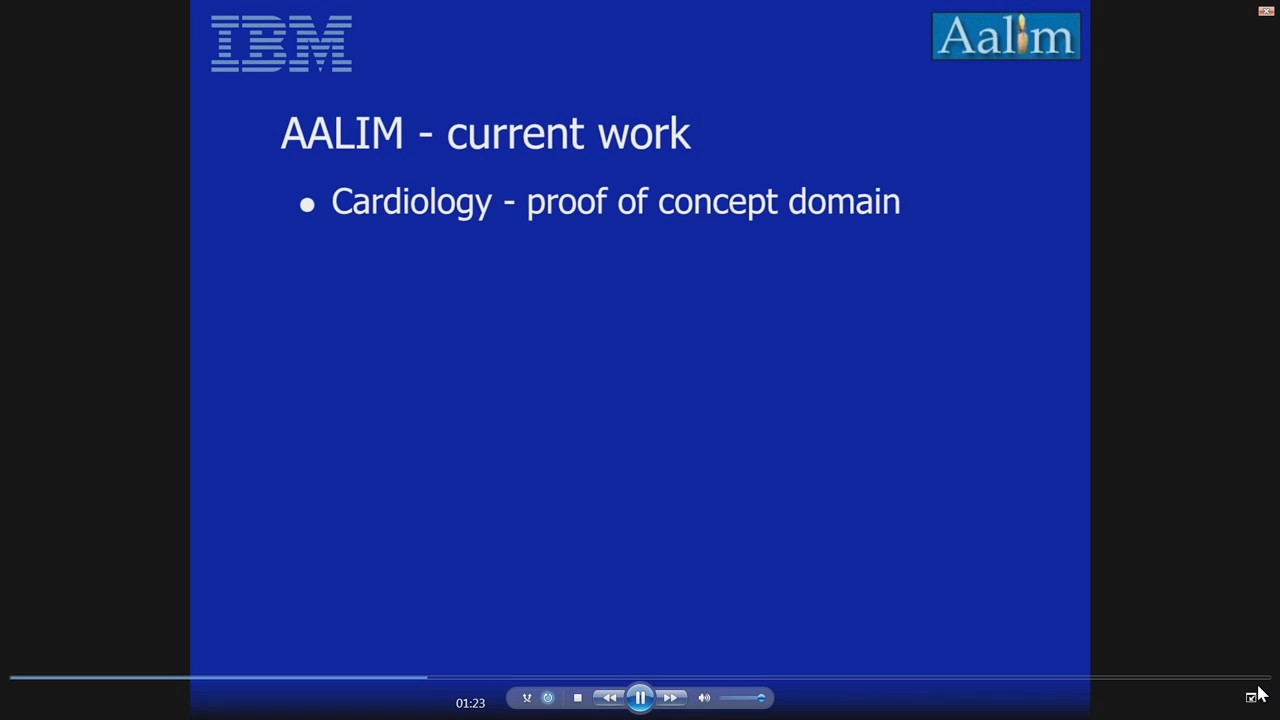 IBM
Aalim
AALIM - current work
● Cardiology - proof of concept domain
01:23